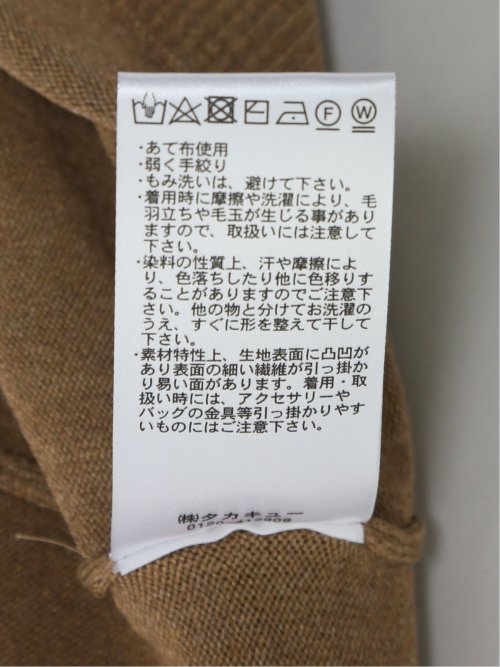 F W
・あて布使用
・弱く手絞り
・もみ洗いは、避けて下さい。
・着用時に摩擦や洗濯により、毛
羽立ちや毛玉が生じる事があり
ますので、取扱いには注意して
下さい。
・染料の性質上、汗や摩擦によ
り、色落ちしたり他に色移りす
ることがありますのでご注意下
さい。他の物と分けてお洗濯の
うえ、すぐに形を整えて干して
下さい。
・素材特性上、生地表面に凸凹が
あり表面の細い繊維が引っ掛か
り易い面があります。着用・取
扱い時には、アクセサリーや
バッグの金具等引っ掛かりやす
いものにはご注意下さい。
(株)タカキュー